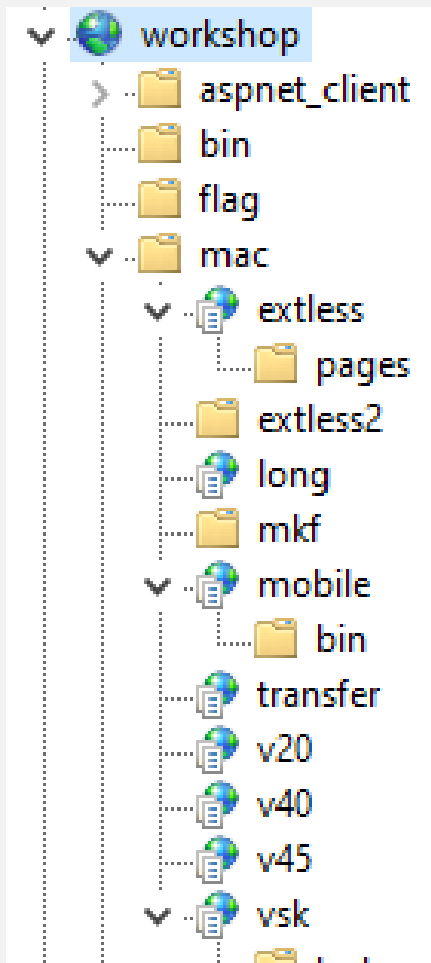 workshop
aspnet_client
bin
flag
mac
extless
pages
extless2
long
mkf
mobile
bin
transfer
v20
v40
v45
vsk